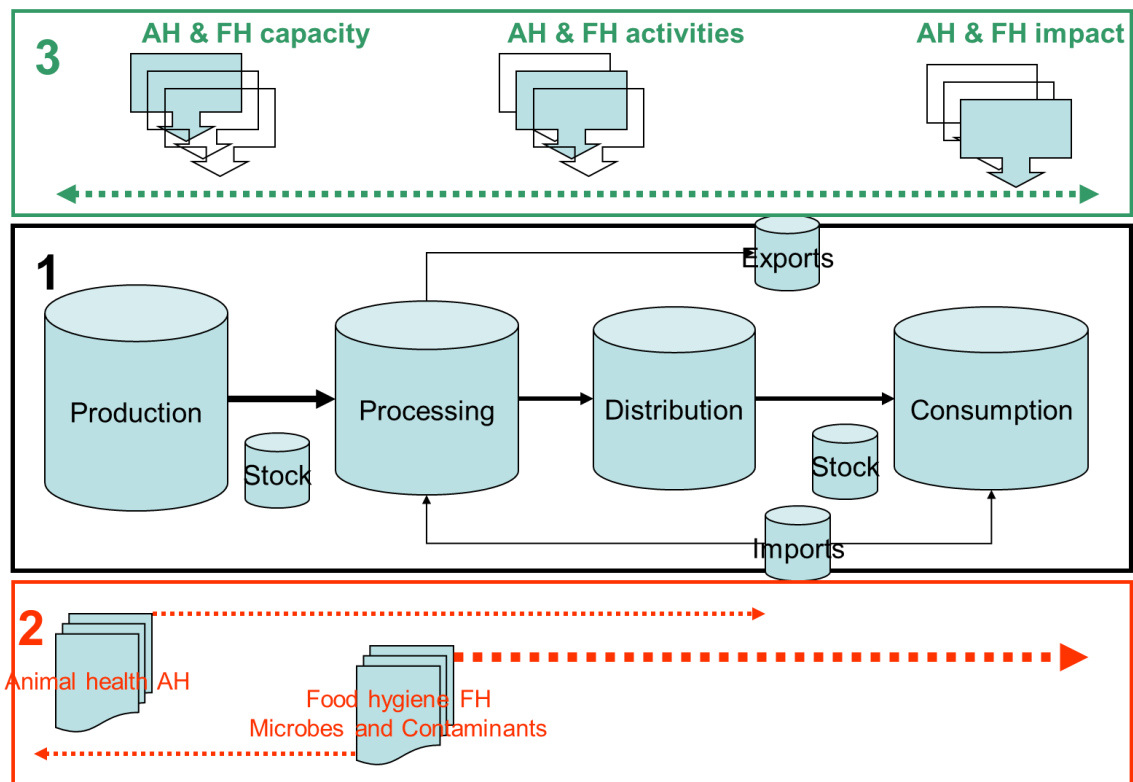 3
AH & FH capacity
AH & FH activities
AH & FH impact
1
Exports
Production
Processing
Distribution
Consumption
Stock
Stock
Imports
2
Animal health AH
Food hygiene FH
Microbes and Contaminants